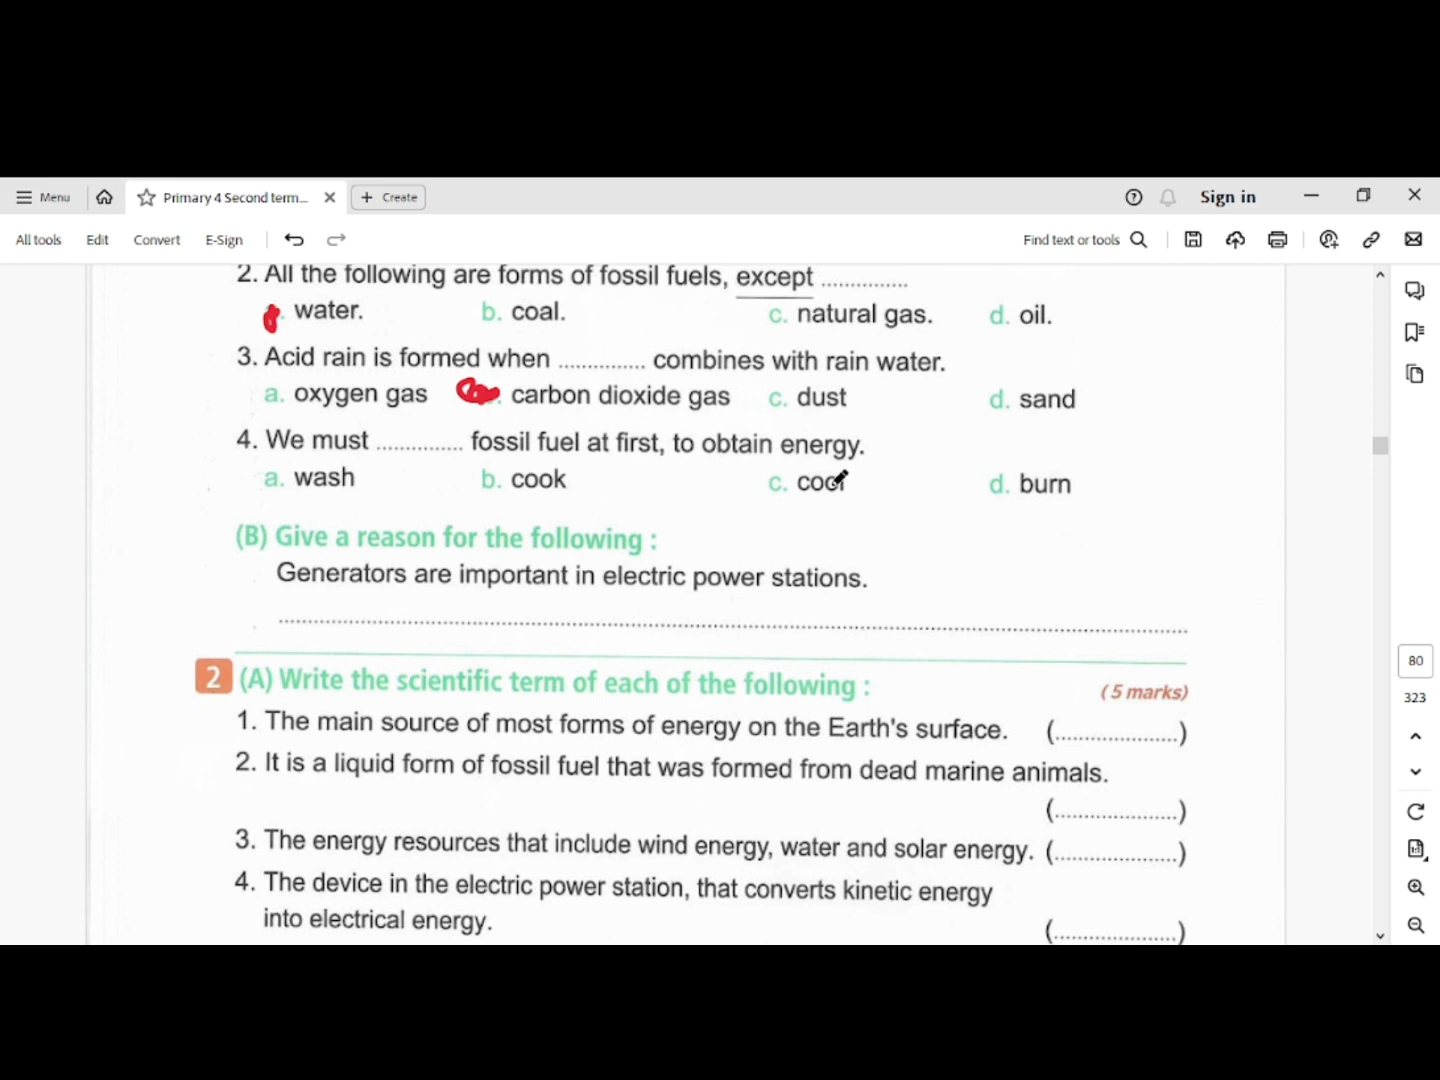 Menu
Primary 4 Second term...
Create
Sign in
All tools
Edit
Convert
E-Sign
Find text or tools
2. All the following are forms of fossil fuels, except ...............
water. b. coal. c. natural gas. d. oil.
3. Acid rain is formed when .............. combines with rain water.
a. oxygen gas carbon dioxide gas c. dust d. sand
4. We must .............. fossil fuel at first, to obtain energy.
a. wash b. cook c. d. burn
(B) Give a reason for the following :
Generators are important in electric power stations.
2 (A) Write the scientific term of each of the following : (5 marks)
1. The main source of most forms of energy on the Earth's surface. (....................)
2. It is a liquid form of fossil fuel that was formed from dead marine animals.
(....................)
3. The energy resources that include wind energy, water and solar energy. (....................)
4. The device in the electric power station, that converts kinetic energy
into electrical energy.
(....................)
80
323